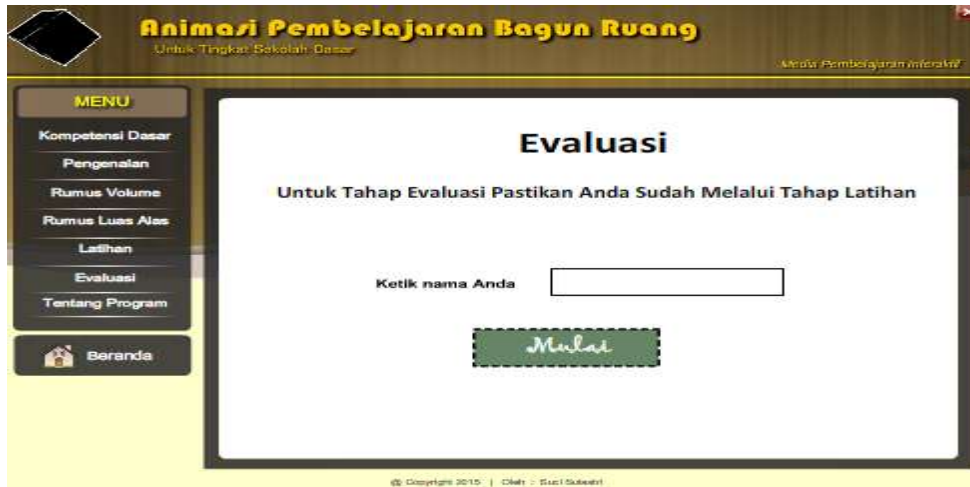 Animasi Pembelajaran Bagun Ruang
Untuk Tingkat Sekolah Dasar
Media Pembelajaran Interaktif
MENU
Kompetensi Dasar
Pengenalan
Rumus Volume
Rumus Luas Alas
Latihan
Evaluasi
Tentang Program
Beranda
Evaluasi
Untuk Tahap Evaluasi Pastikan Anda Sudah Melalui Tahap Latihan
Ketik nama Anda
Mulai
@ Copyright 2015 | Oleh : Suci